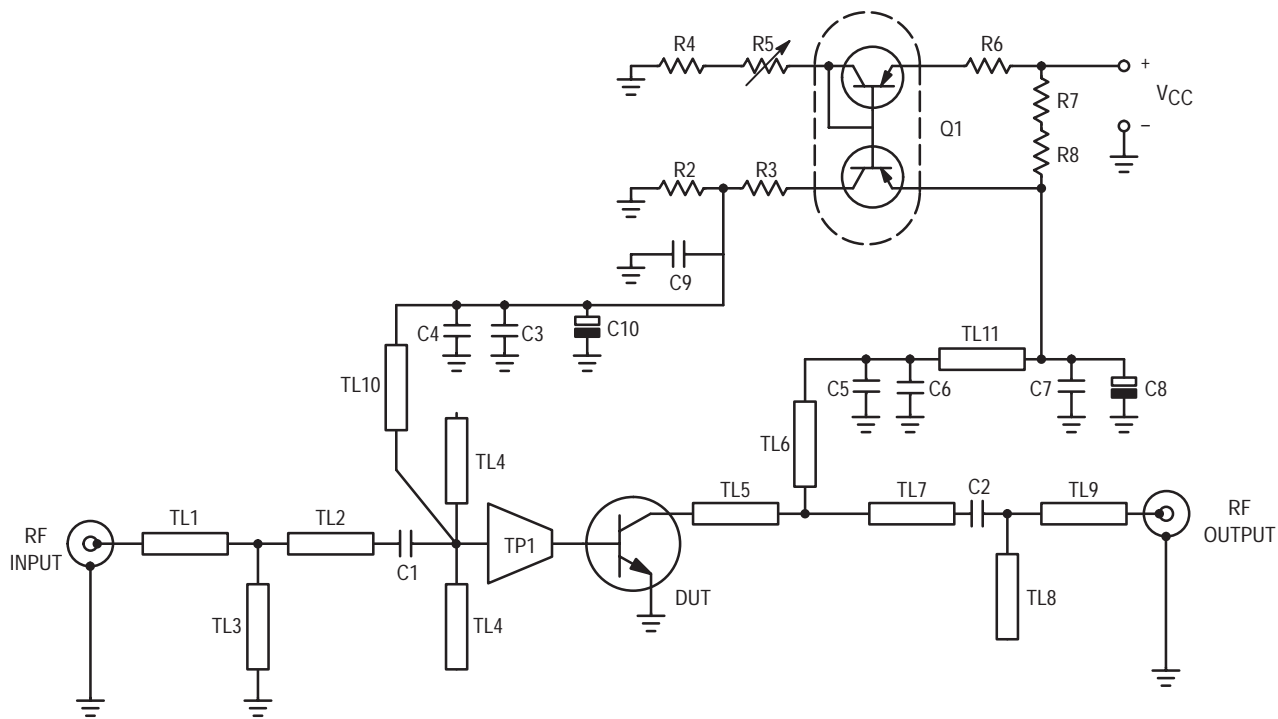 R4
R5
R6
+
VCC
−
R7
Q1
R8
R2
R3
C9
C4
C3
C10
TL11
TL10
C5
C6
C7
C8
TL4
TL6
TL5
TL7
C2
TL9
RF
INPUT
TL1
TL2
C1
TP1
RF
OUTPUT
DUT
TL3
TL4
TL8